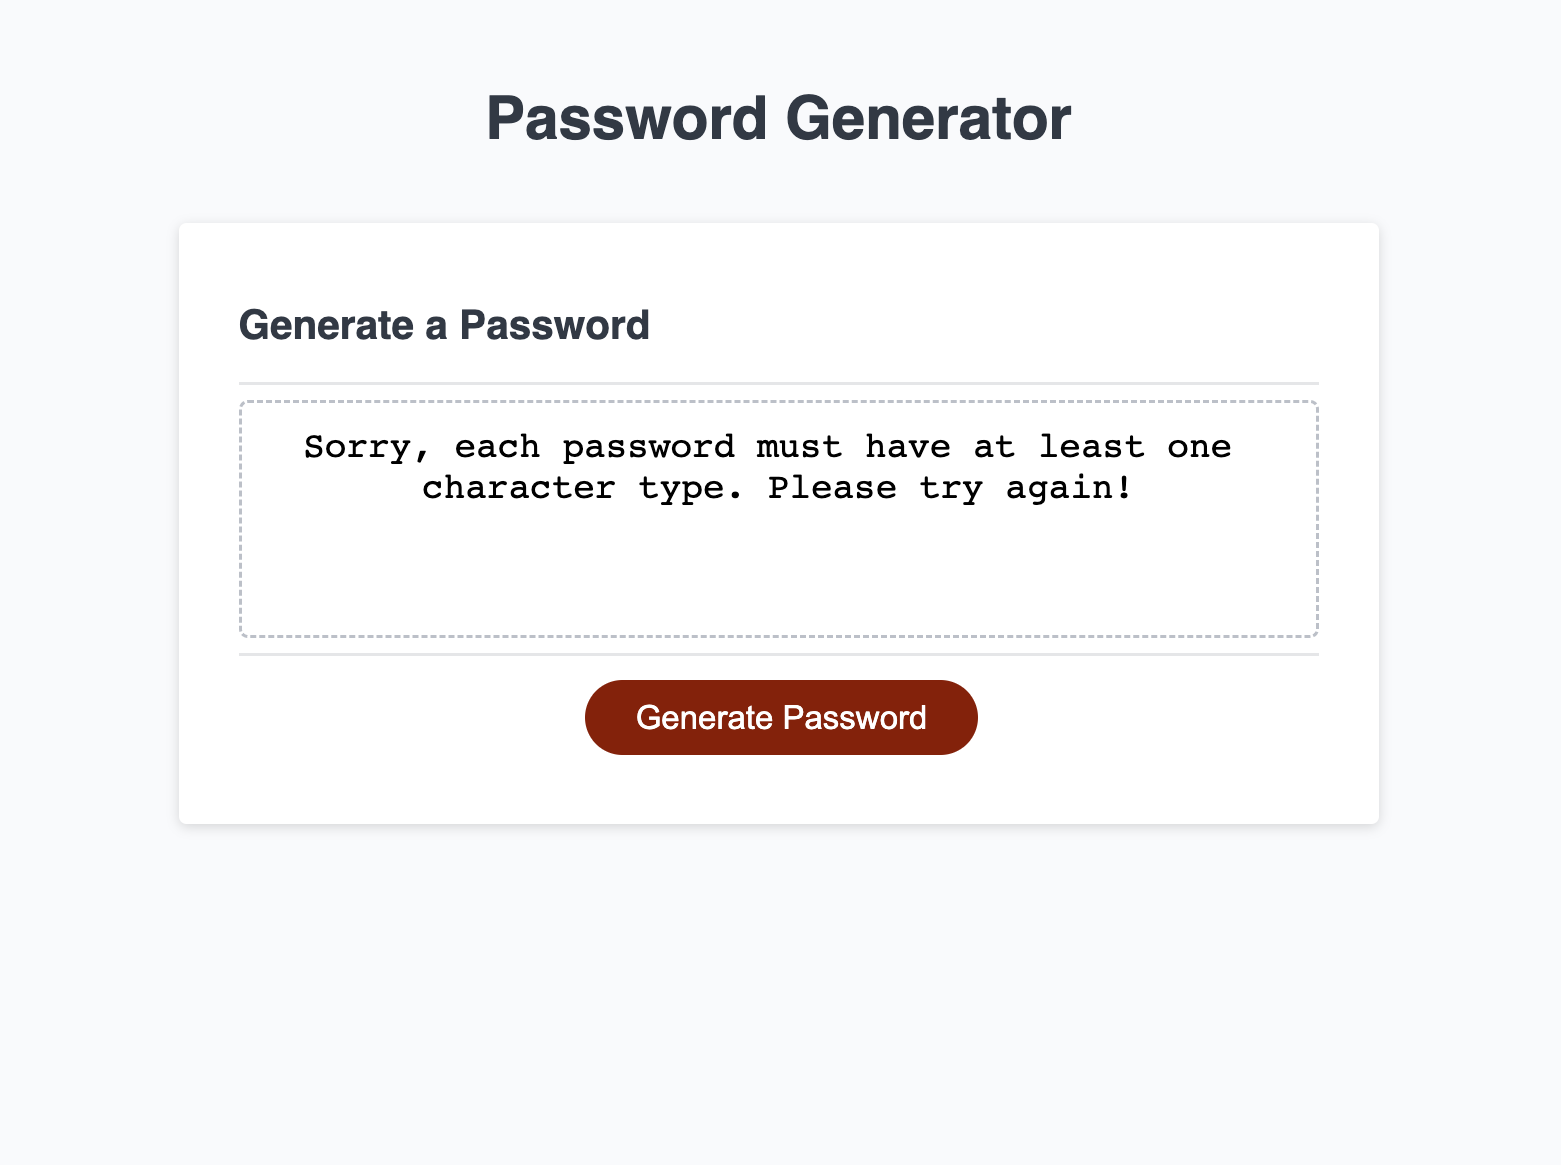 Password Generator
Generate a Password
Sorry, each password must have at least one
character type. Please try again!
Generate Password